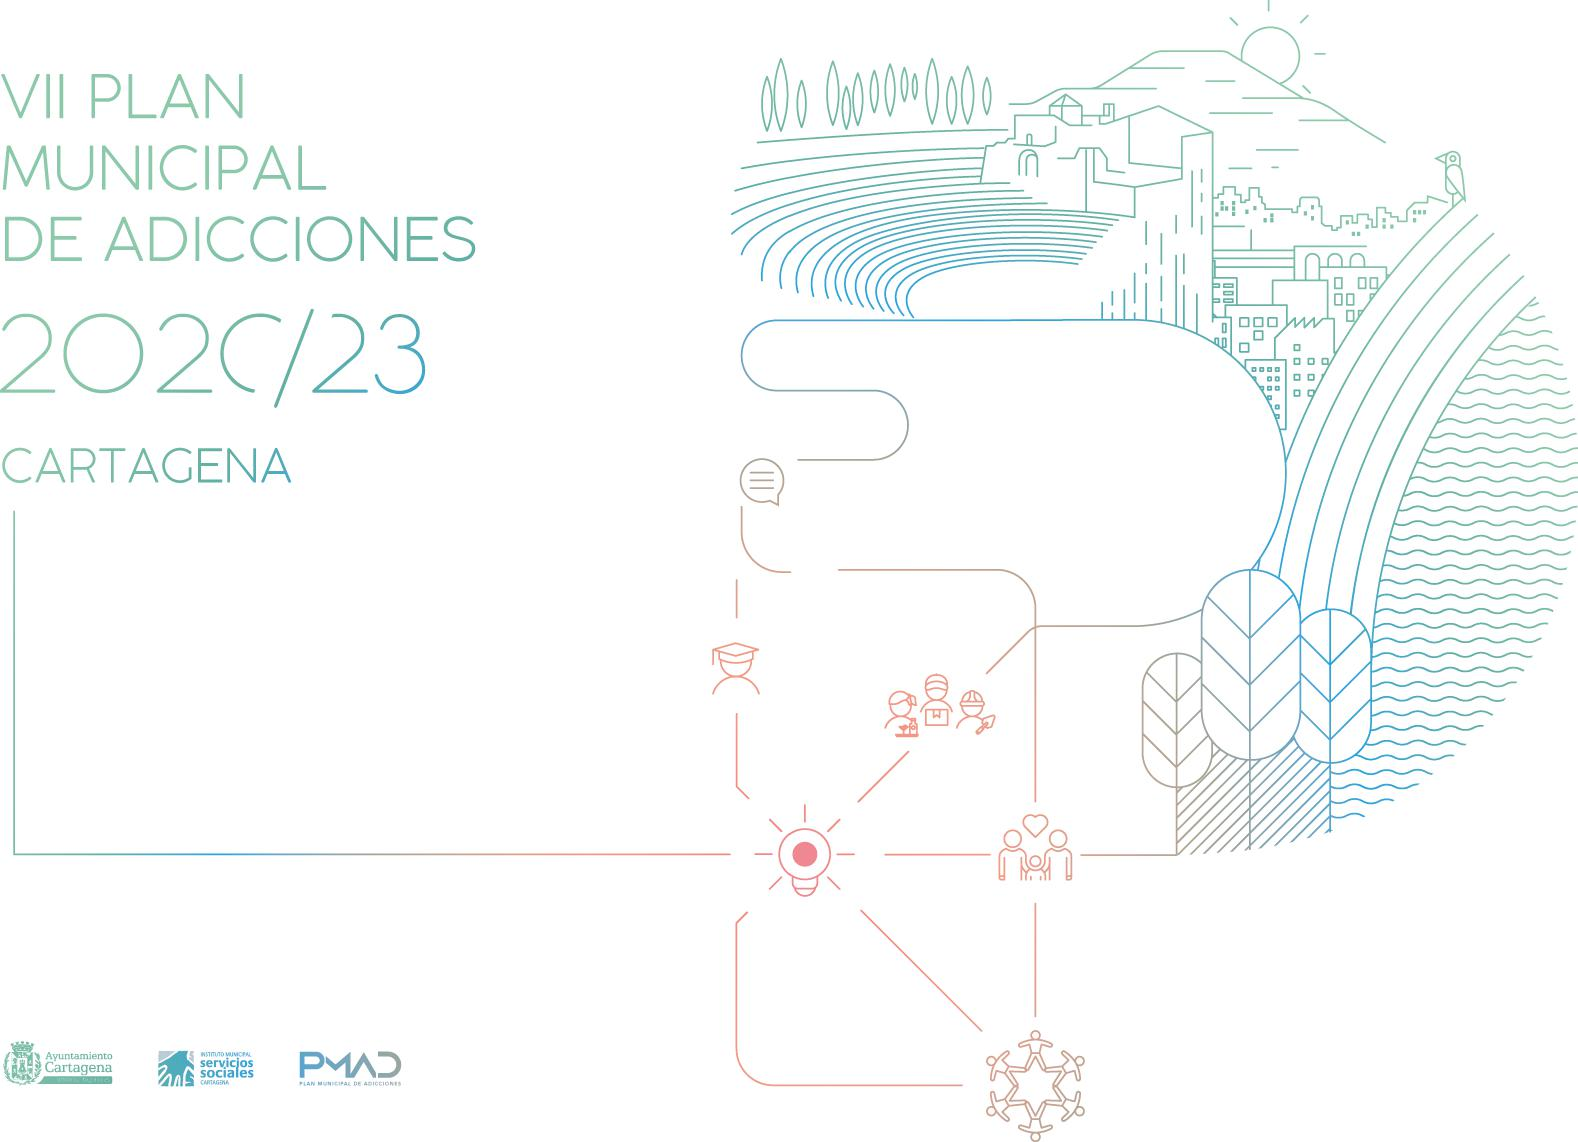 VII PLAN
MUNICIPAL
DE ADICCIONES
2020/23
CARTAGENA
Ayuntamiento
Cartagena
INSTITUTO MUNICIPAL
servicios
sociales
CARTAGENA
PMAD
PLAN MUNICIPAL DE ADICCIONES